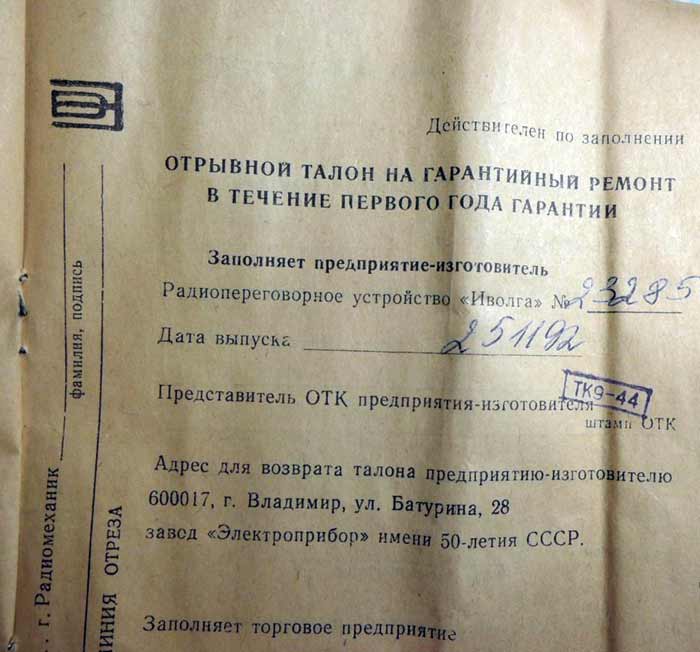 Действителен по заполнении
ОТРЫВНОЙ ТАЛОН НА ГАРАНТИЙНЫЙ РЕМОНТ
В ТЕЧЕНИЕ ПЕРВОГО ГОДА ГАРАНТИИ
Заполняет предприятие-изготовитель
Радиопереговорное устройство «Иволга» № 23285
Дата выпуска 251192
Представитель ОТК предприятия-изготовителя
ТК9-44
штамп ОТК
Адрес для возврата талона предприятию-изготовителю
600017, г. Владимир, ул. Батурина, 28
завод «Электроприбор» имени 50-летия СССР.
Заполняет торговое предприятие
фамилия, подпись
г. Радиомеханик
ЛИНИЯ ОТРЕЗА